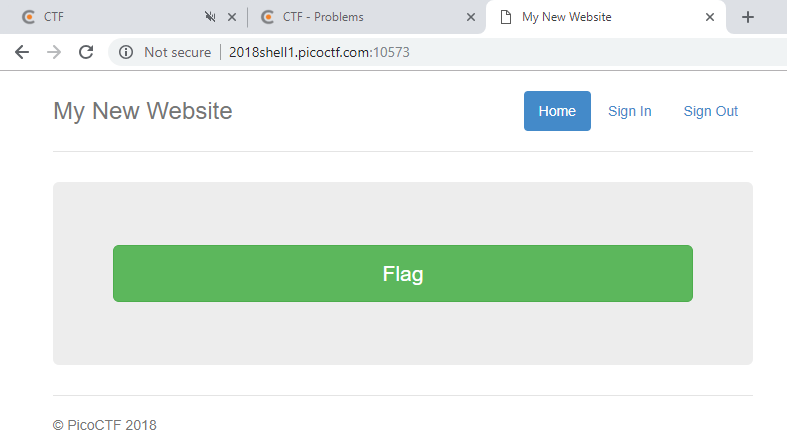 CTF CTF - Problems My New Website
Not secure 2018shell1.picoctf.com:10573
My New Website Home Sign In Sign Out
Flag
© PicoCTF 2018